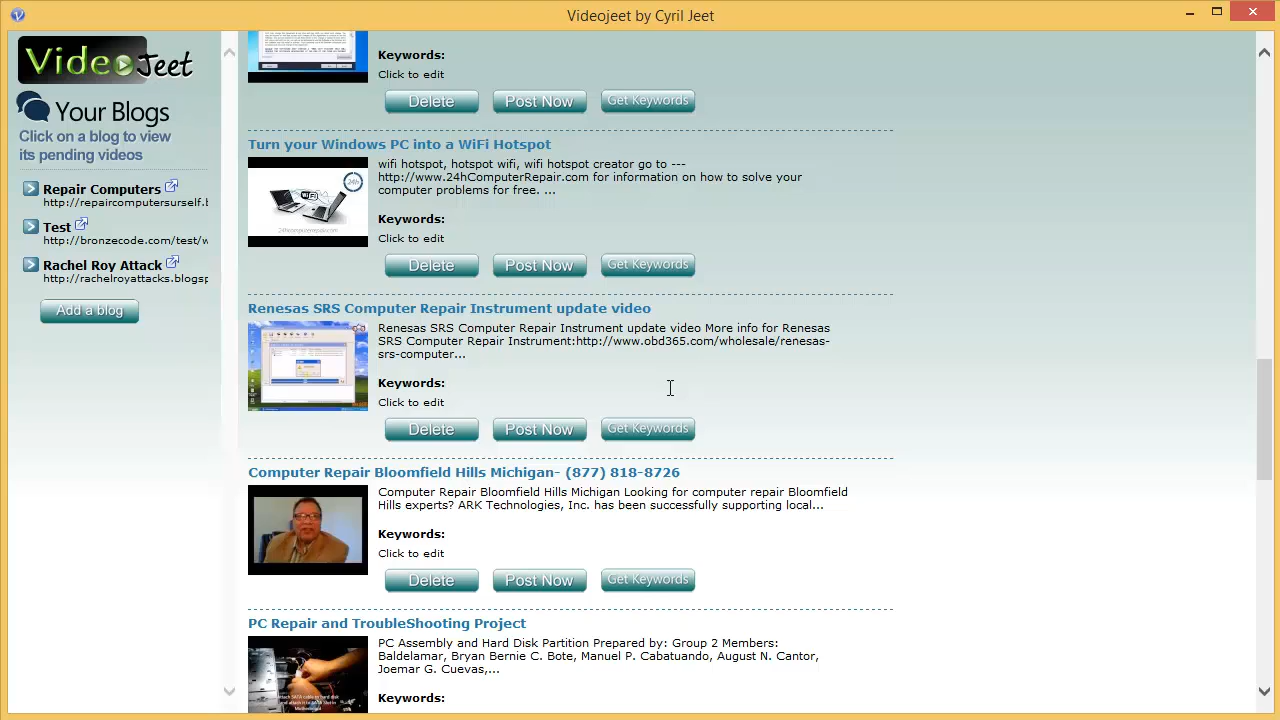 Videojeet by Cyril Jeet
VideoJeet
Your Blogs
Click on a blog to view
its pending videos
Repair Computers
http://repaircomputersurself.b
Test
http://bronzecode.com/test/w
Rachel Roy Attack
http://rachelroyattacks.blogsp
Add a blog
Keywords:
Click to edit
Delete Post Now Get Keywords
Turn your Windows PC into a WiFi Hotspot
wifi hotspot, hotspot wifi, wifi hotspot creator go to ---
http://www.24hComputerRepair.com for information on how to solve your
computer problems for free. ...
24h
WiFi
24hcomputerrepair.com
Keywords:
Click to edit
Delete Post Now Get Keywords
Renesas SRS Computer Repair Instrument update video
Renesas SRS Computer Repair Instrument update video More info for Renesas
SRS Computer Repair Instrument:http://www.obd365.com/wholesale/renesas-
srs-computer...
Keywords:
Click to edit
Delete Post Now Get Keywords
Computer Repair Bloomfield Hills Michigan- (877) 818-8726
Computer Repair Bloomfield Hills Michigan Looking for computer repair Bloomfield
Hills experts? ARK Technologies, Inc. has been successfully supporting local...
Keywords:
Click to edit
Delete Post Now Get Keywords
PC Repair and TroubleShooting Project
PC Assembly and Hard Disk Partition Prepared by: Group 2 Members:
Baldelamar, Bryan Bernie C. Bote, Manuel P. Cabatuando, August N. Cantor,
Joemar G. Cuevas,...
Keywords: